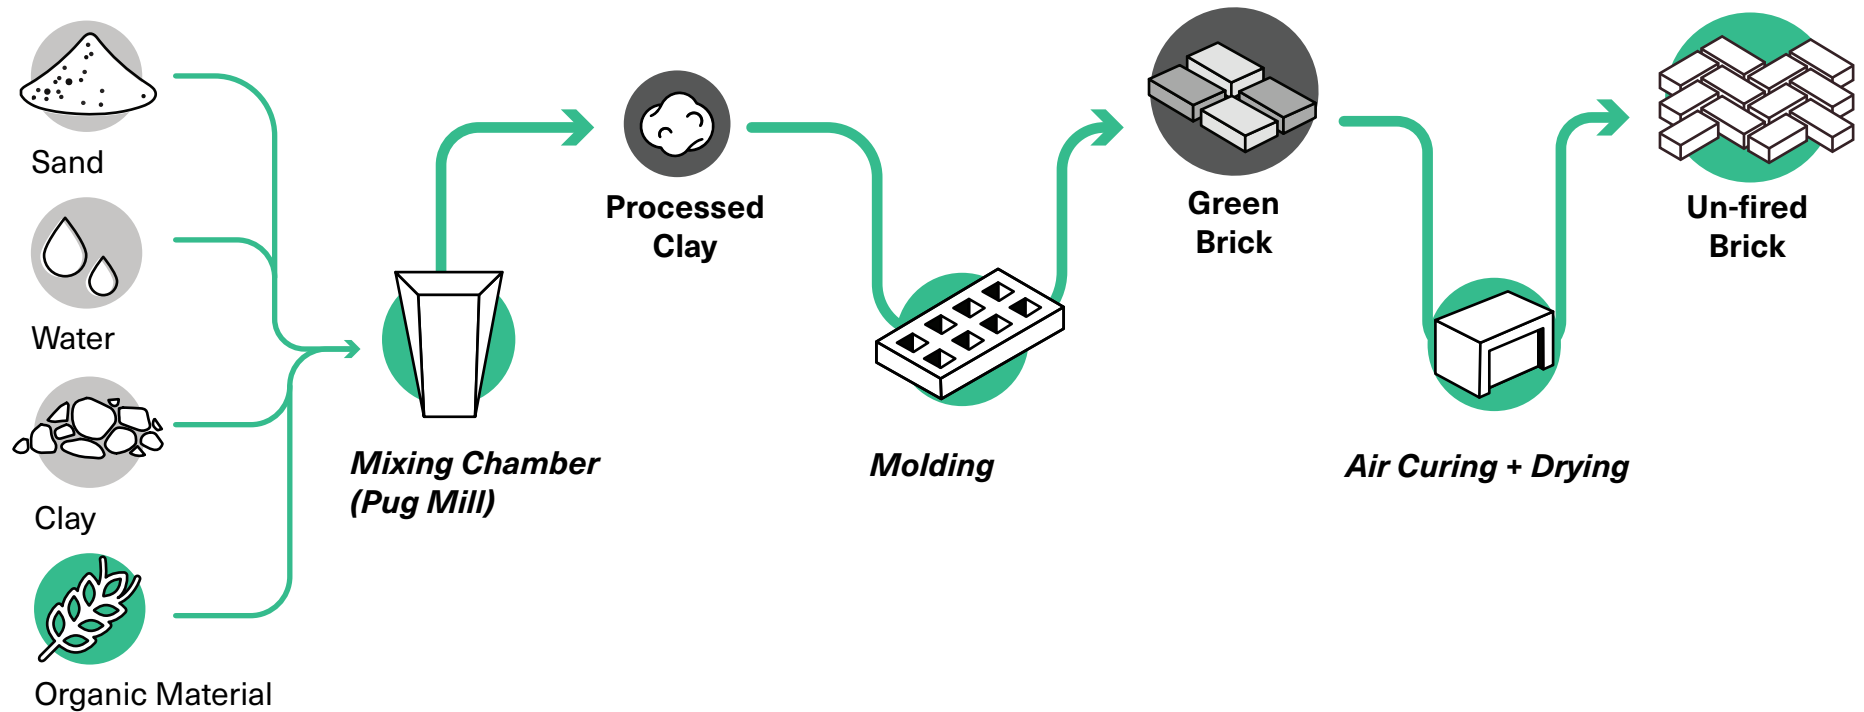 Sand
Water
Clay
Organic Material
Mixing Chamber
(Pug Mill)
Processed
Clay
Molding
Green
Brick
Air Curing + Drying
Un-fired
Brick